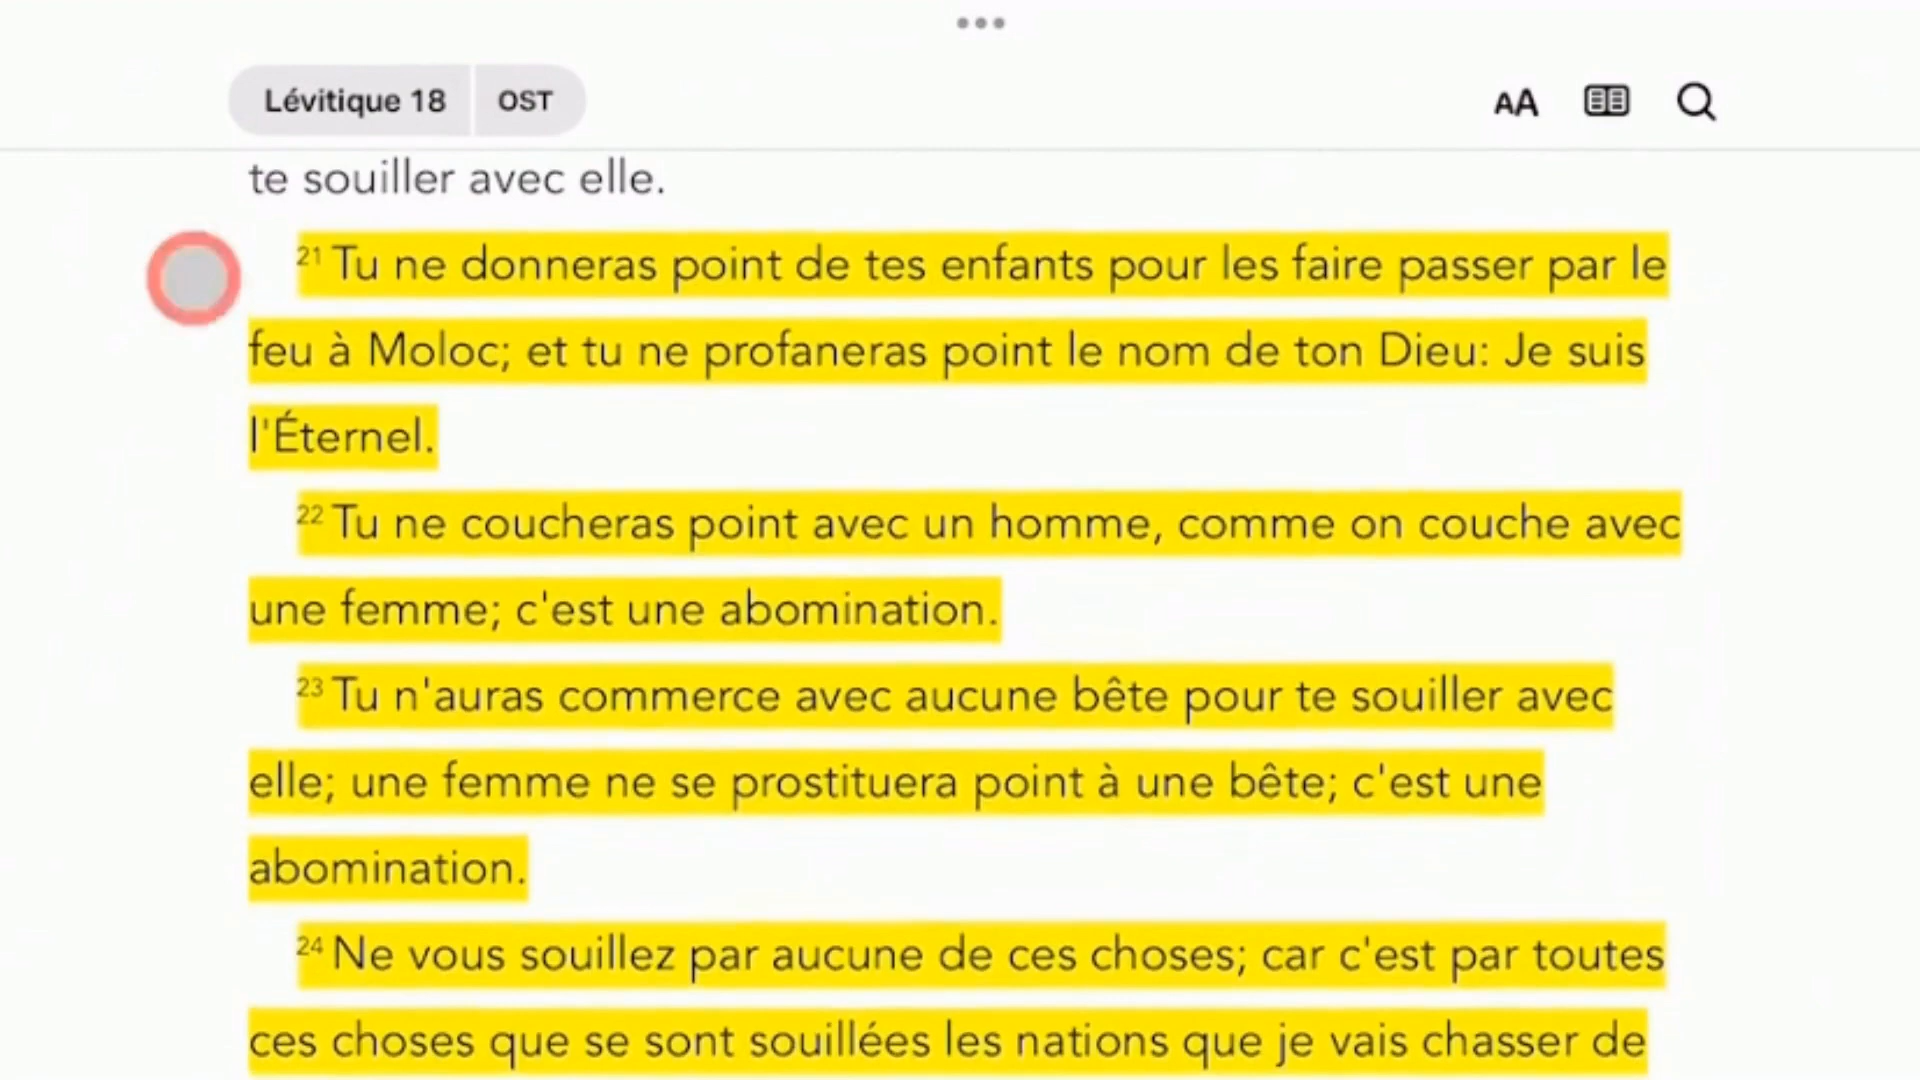 Lévitique 18 OST AA
te souiller avec elle.
21 Tu ne donneras point de tes enfants pour les faire passer par le
feu à Moloc; et tu ne profaneras point le nom de ton Dieu: Je suis
l'Éternel.
22 Tu ne coucheras point avec un homme, comme on couche avec
une femme; c'est une abomination.
23 Tu n'auras commerce avec aucune bête pour te souiller avec
elle; une femme ne se prostituera point à une bête; c'est une
abomination.
24 Ne vous souillez par aucune de ces choses; car c'est par toutes
ces choses que se sont souillées les nations que je vais chasser de